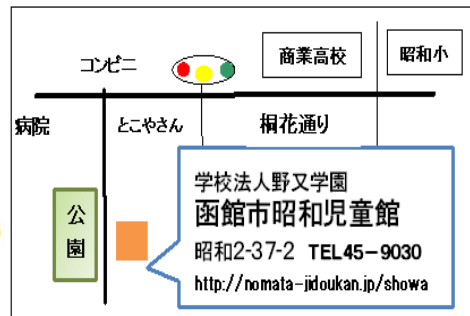 商業高校
昭和小
コンビニ
病院
とこやさん
桐花通り
公園
学校法人野又学園
函館市昭和児童館
昭和2-37-2 TEL45-9030
http://nomata-jidoukan.jp/showa